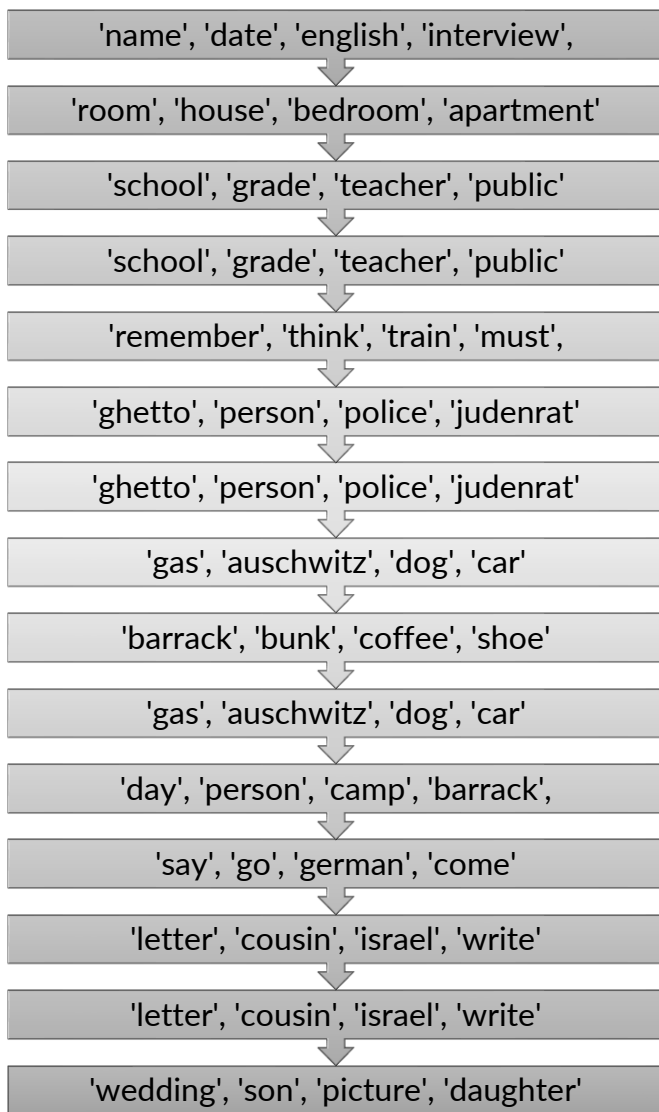 'name', 'date', 'english', 'interview',
'room', 'house', 'bedroom', 'apartment'
'school', 'grade', 'teacher', 'public'
'school', 'grade', 'teacher', 'public'
'remember', 'think', 'train', 'must',
'ghetto', 'person', 'police', 'judenrat'
'ghetto', 'person', 'police', 'judenrat'
'gas', 'auschwitz', 'dog', 'car'
'barrack', 'bunk', 'coffee', 'shoe'
'gas', 'auschwitz', 'dog', 'car'
'day', 'person', 'camp', 'barrack',
'say', 'go', 'german', 'come'
'letter', 'cousin', 'israel', 'write'
'letter', 'cousin', 'israel', 'write'
'wedding', 'son', 'picture', 'daughter'